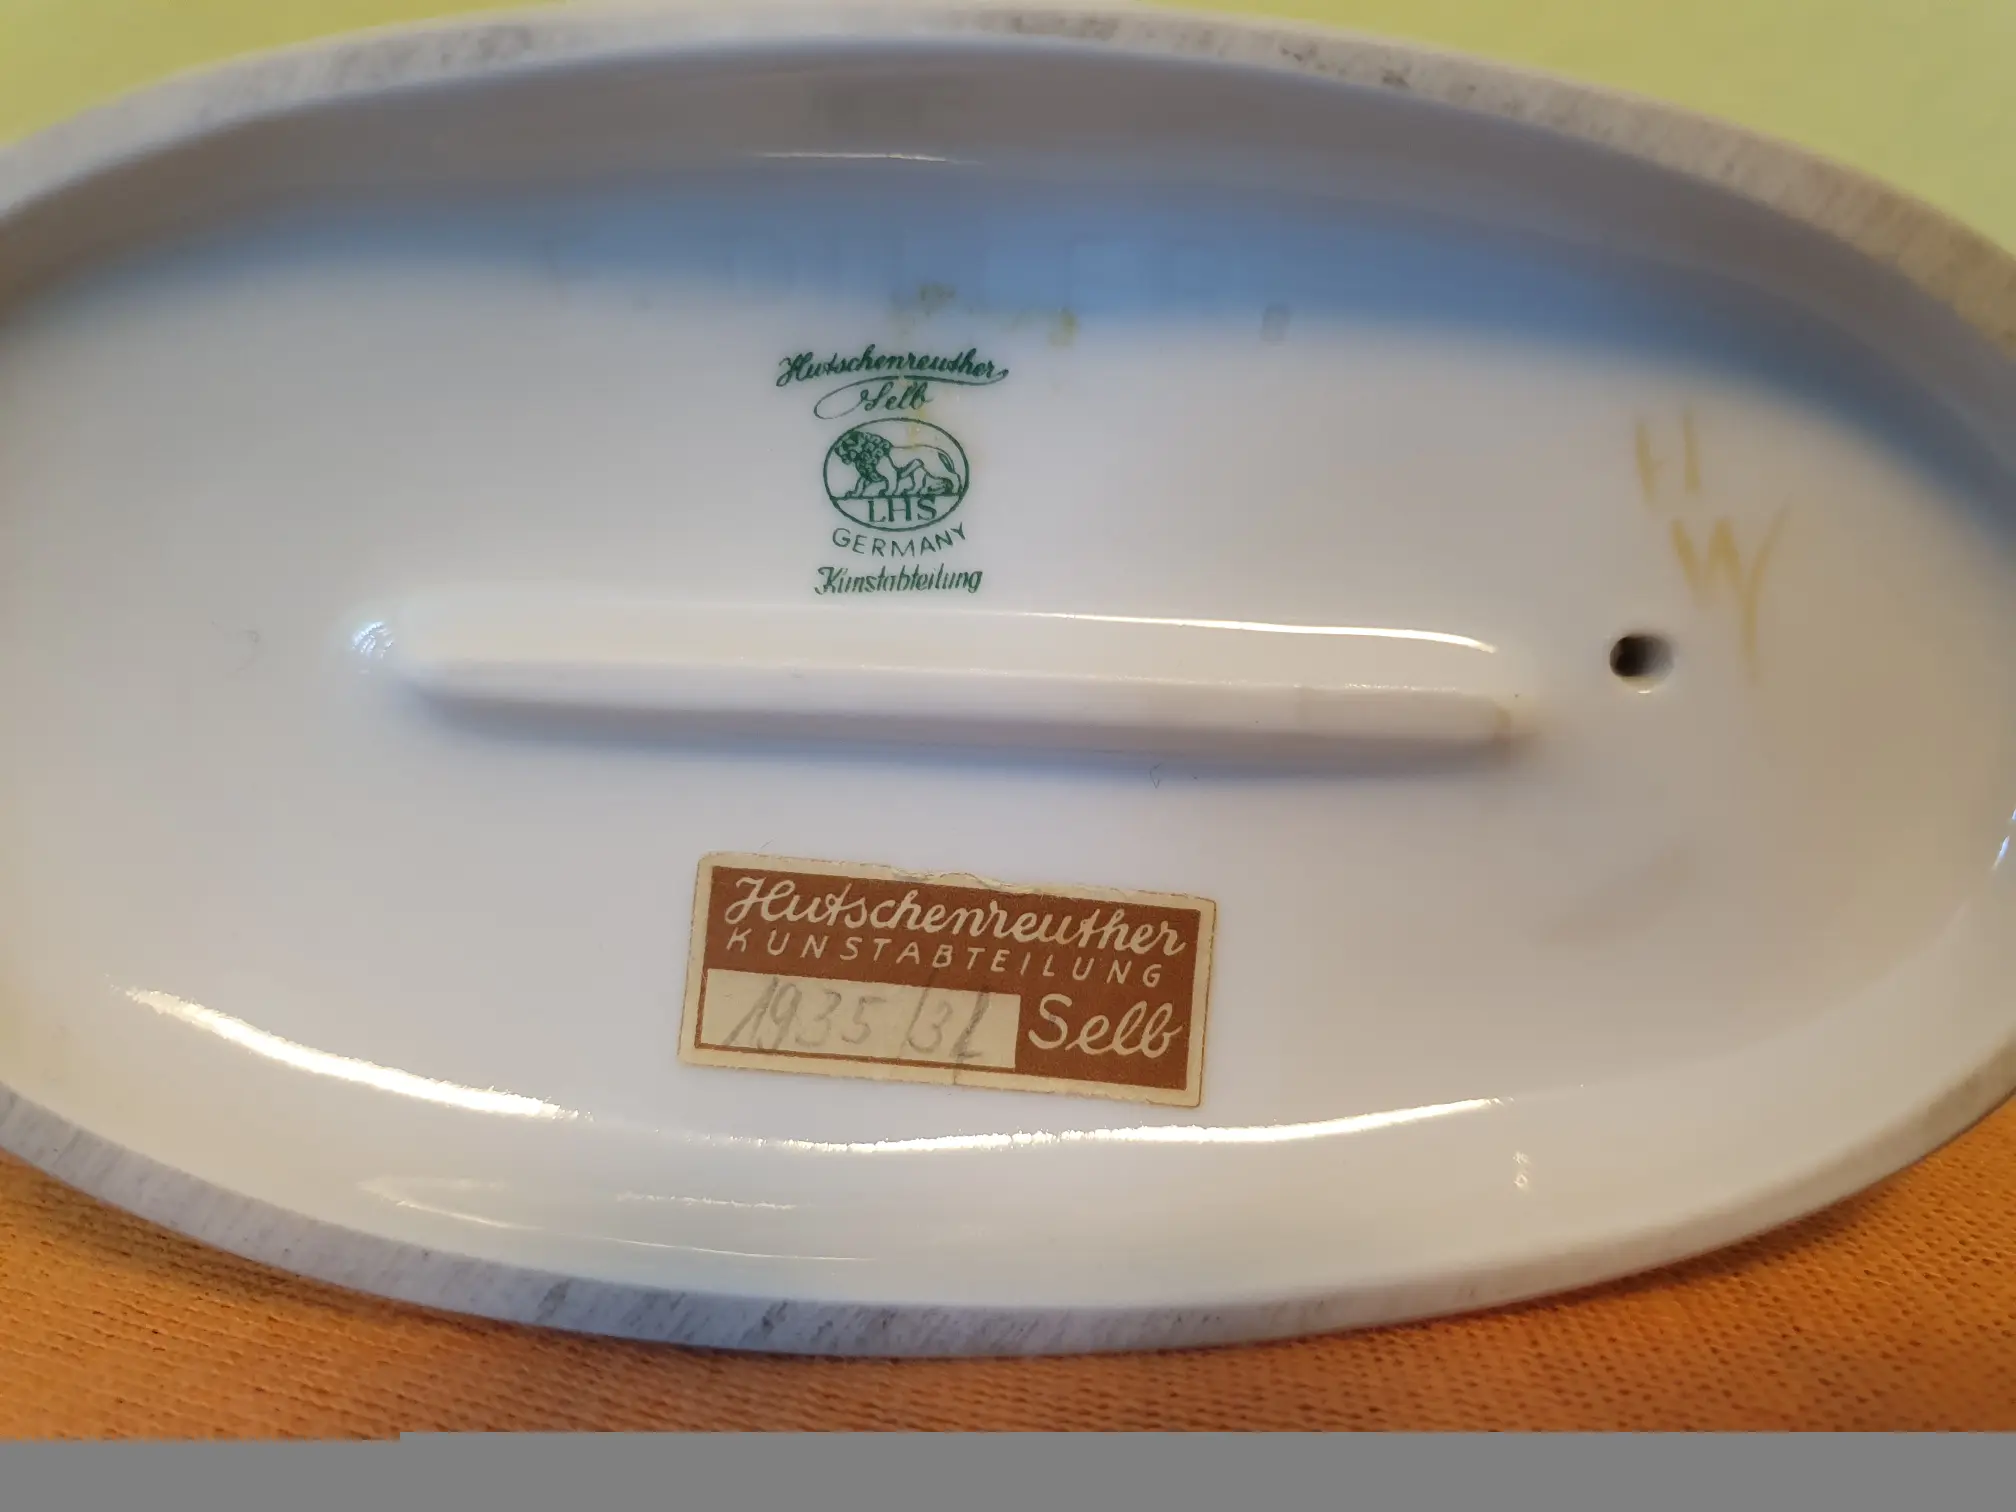 Hutschenreuther
Selb
LHS
GERMANY
Kunstabteilung
H
W
Hutschenreuther
KUNSTABTEILUNG
1935/32 Selb